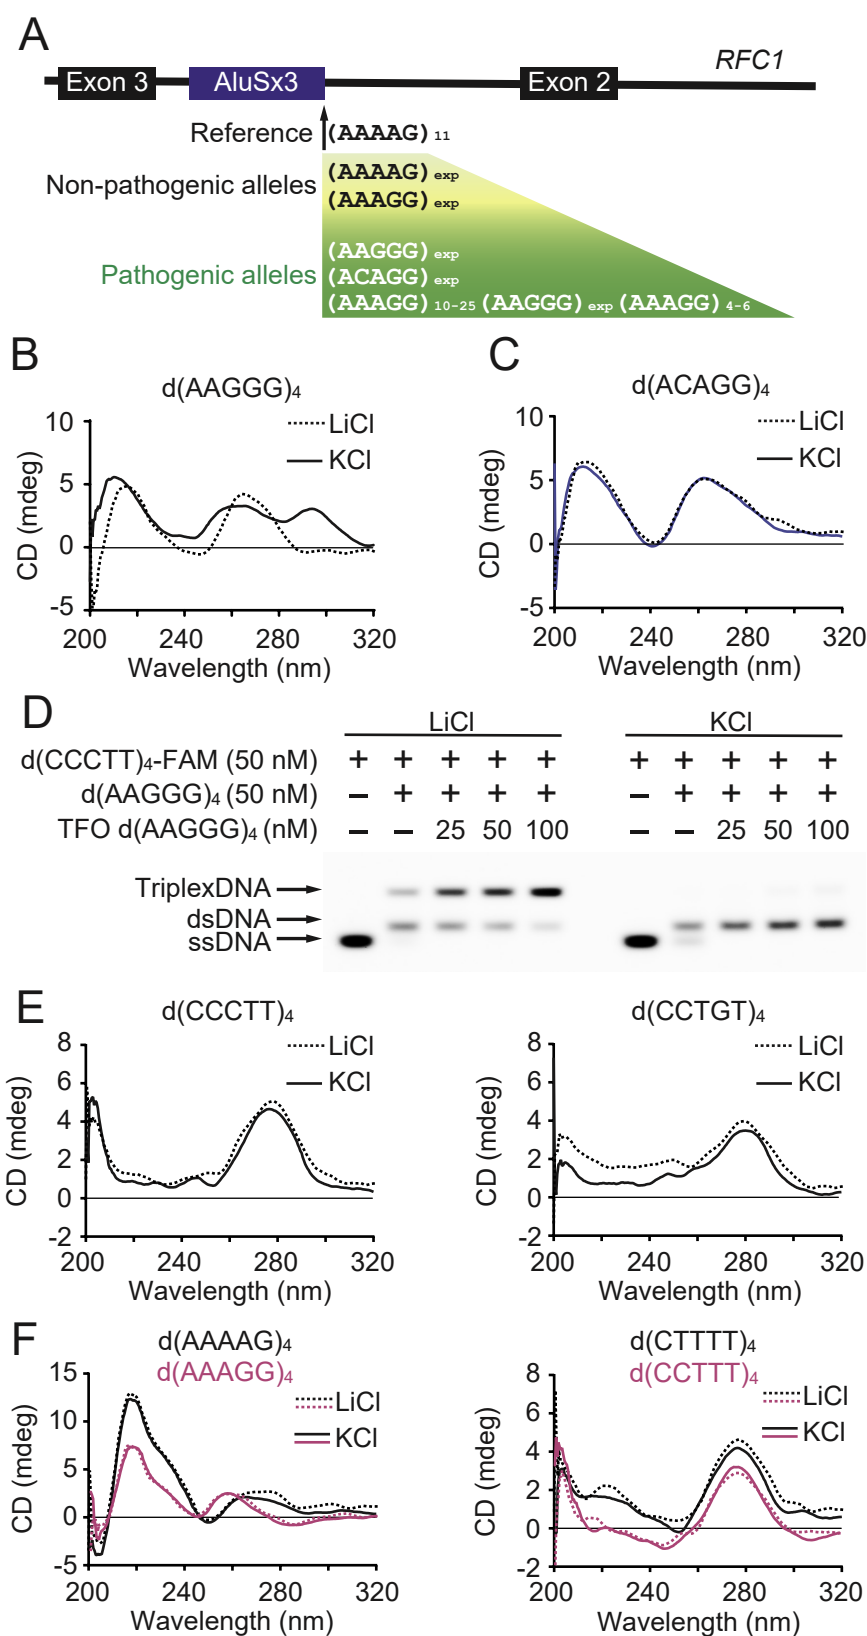 A
RFC1
Exon 3 AluSx3 Exon 2
Reference (AAAAG)11
Non-pathogenic alleles (AAAAG)exp
(AAAGG)exp
Pathogenic alleles (AAGGG)exp
(ACAGG)exp
(AAAGG)10-25(AAGGG)exp(AAAGG)4-6
B
d(AAGGG)4
LiCl
KCl
CD (mdeg)
10
5
0
-5
200 240 280 320
Wavelength (nm)
C
d(ACAGG)4
LiCl
KCl
CD (mdeg)
10
5
0
-5
200 240 280 320
Wavelength (nm)
D
LiCl KCl
d(CCCTT)4-FAM (50 nM) + + + + + + + + + +
d(AAGGG)4 (50 nM) – + + + + – + + + +
TFO d(AAGGG)4 (nM) – – 25 50 100 – – 25 50 100
TriplexDNA
dsDNA
ssDNA
E
d(CCCTT)4
LiCl
KCl
CD (mdeg)
8
6
4
2
0
-2
200 240 280 320
Wavelength (nm)
d(CCTGT)4
LiCl
KCl
CD (mdeg)
8
6
4
2
0
-2
200 240 280 320
Wavelength (nm)
F
d(AAAAG)4
d(AAAGG)4
LiCl
KCl
CD (mdeg)
15
10
5
0
-5
200 240 280 320
Wavelength (nm)
d(CTTTT)4
d(CCTTT)4
LiCl
KCl
CD (mdeg)
8
6
4
2
0
-2
200 240 280 320
Wavelength (nm)